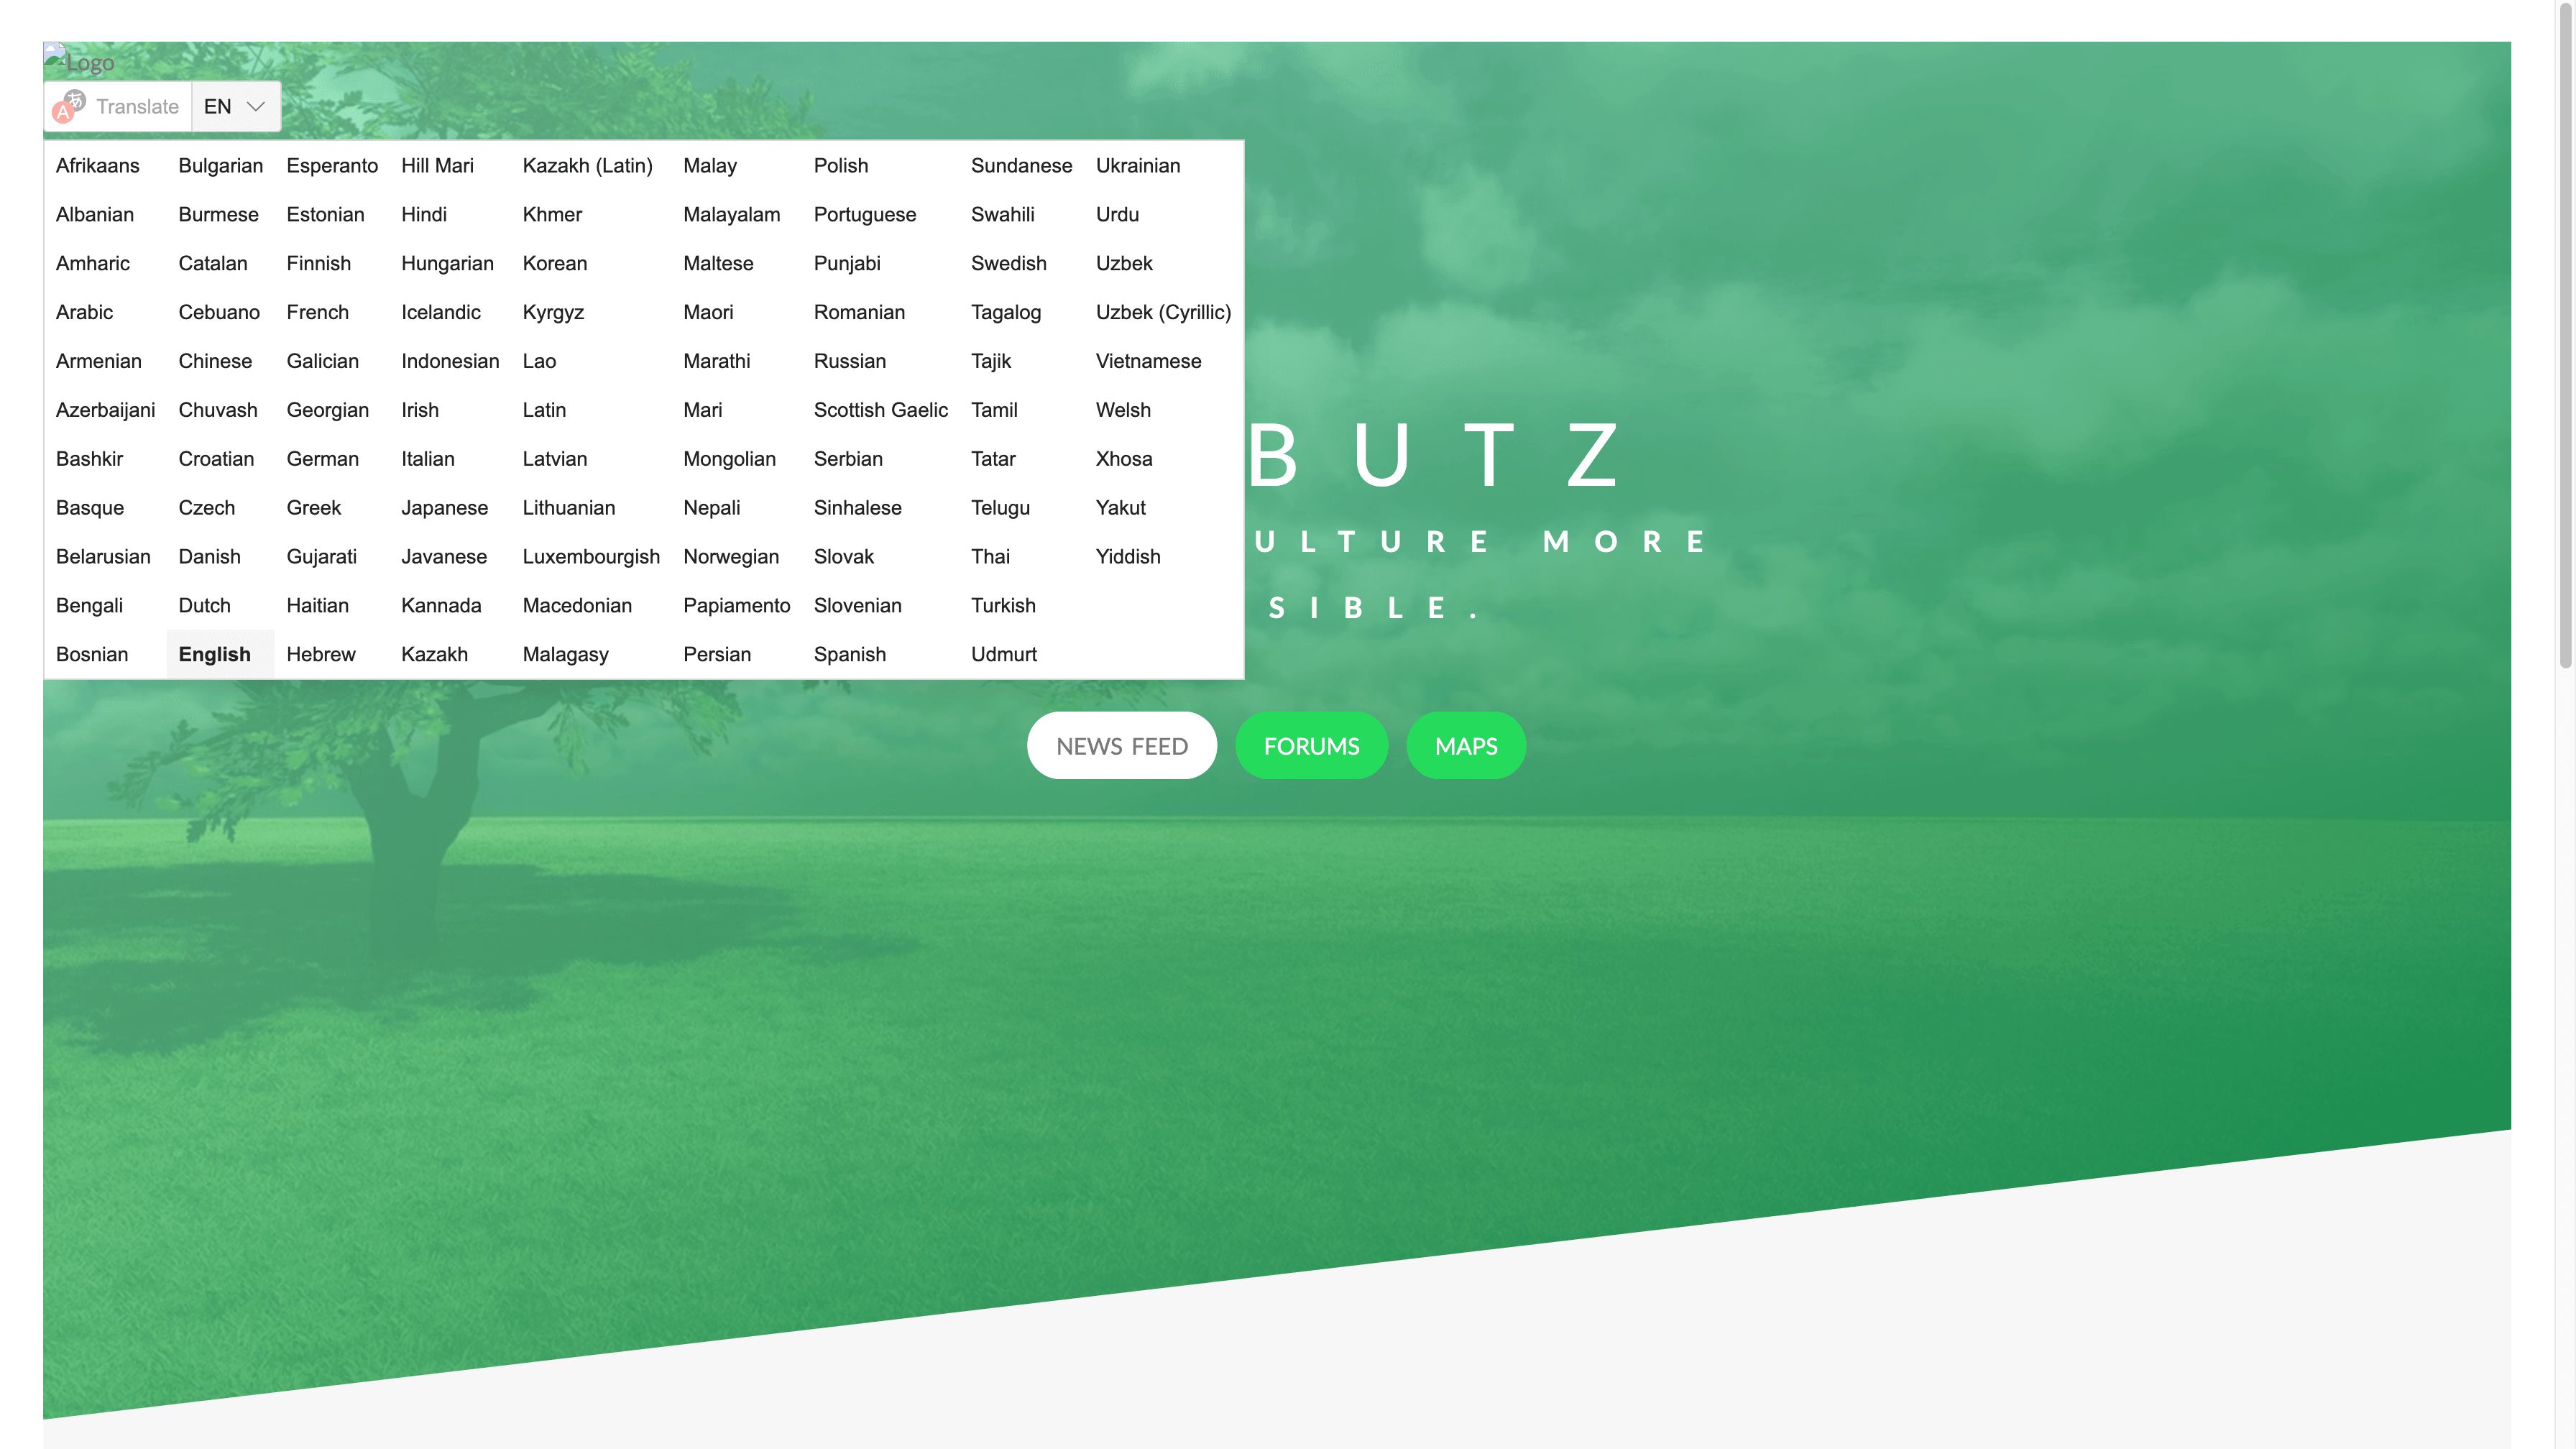 Logo
Translate EN
Afrikaans Bulgarian Esperanto Hill Mari Kazakh (Latin) Malay Polish Sundanese Ukrainian
Albanian Burmese Estonian Hindi Khmer Malayalam Portuguese Swahili Urdu
Amharic Catalan Finnish Hungarian Korean Maltese Punjabi Swedish Uzbek
Arabic Cebuano French Icelandic Kyrgyz Maori Romanian Tagalog Uzbek (Cyrillic)
Armenian Chinese Galician Indonesian Lao Marathi Russian Tajik Vietnamese
Azerbaijani Chuvash Georgian Irish Latin Mari Scottish Gaelic Tamil Welsh
Bashkir Croatian German Italian Latvian Mongolian Serbian Tatar Xhosa
Basque Czech Greek Japanese Lithuanian Nepali Sinhalese Telugu Yakut
Belarusian Danish Gujarati Javanese Luxembourgish Norwegian Slovak Thai Yiddish
Bengali Dutch Haitian Kannada Macedonian Papiamento Slovenian Turkish
Bosnian English Hebrew Kazakh Malagasy Persian Spanish Udmurt
BUTZ
ULTURE MORE
SIBLE.
NEWS FEED FORUMS MAPS